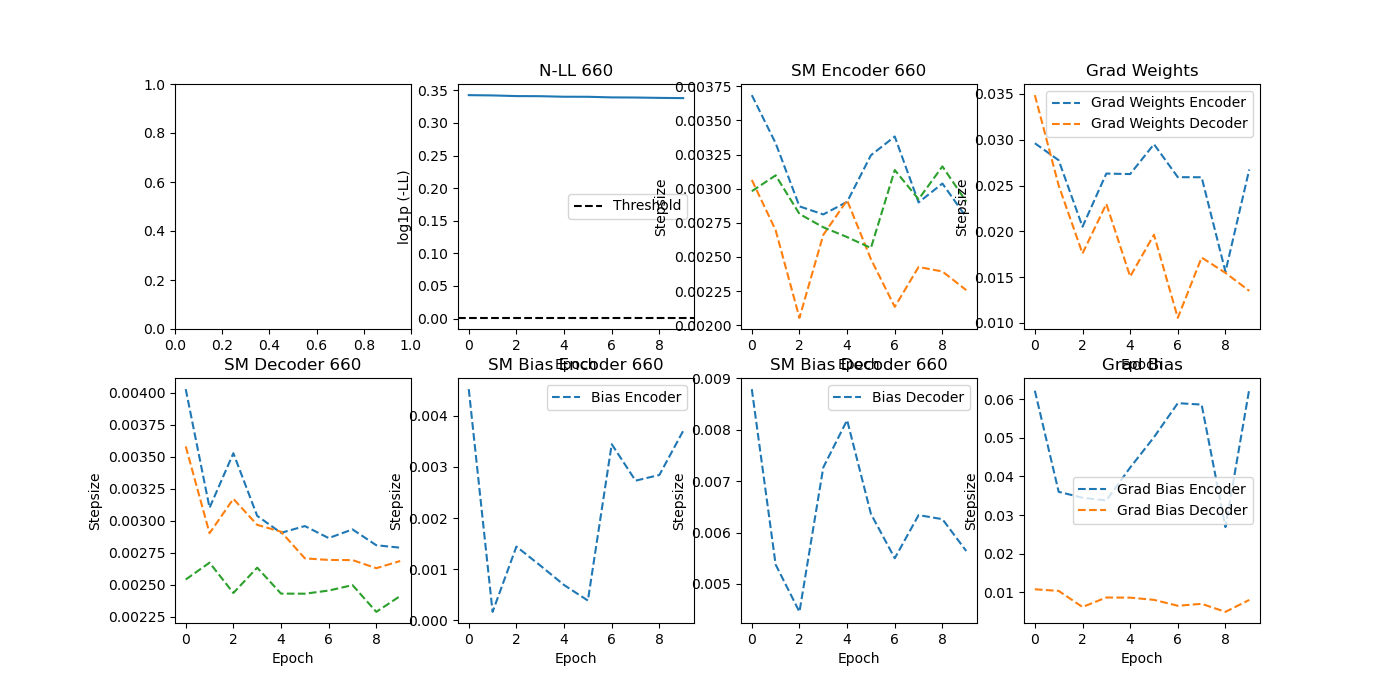 N-LL 660
SM Encoder 660
Grad Weights
1.0
0.8
0.6
0.4
0.2
0.0
0.0 0.2 0.4 0.6 0.8 1.0
log1p (-LL)
0.35
0.30
0.25
0.20
0.15
0.10
0.05
0.00
Threshold
0 2 4 6 8
Epoch
Stepsize
0.00375
0.00350
0.00325
0.00300
0.00275
0.00250
0.00225
0.00200
0 2 4 6 8
Epoch
Stepsize
0.035
0.030
0.025
0.020
0.015
0.010
Grad Weights Encoder
Grad Weights Decoder
0 2 4 6 8
Epoch
SM Decoder 660
SM Bias Encoder 660
SM Bias Decoder 660
Grad Bias
Stepsize
0.00400
0.00375
0.00350
0.00325
0.00300
0.00275
0.00250
0.00225
0 2 4 6 8
Epoch
Stepsize
0.004
0.003
0.002
0.001
0.000
Bias Encoder
0 2 4 6 8
Epoch
Stepsize
0.009
0.008
0.007
0.006
0.005
Bias Decoder
0 2 4 6 8
Epoch
Stepsize
0.06
0.05
0.04
0.03
0.02
0.01
Grad Bias Encoder
Grad Bias Decoder
0 2 4 6 8
Epoch